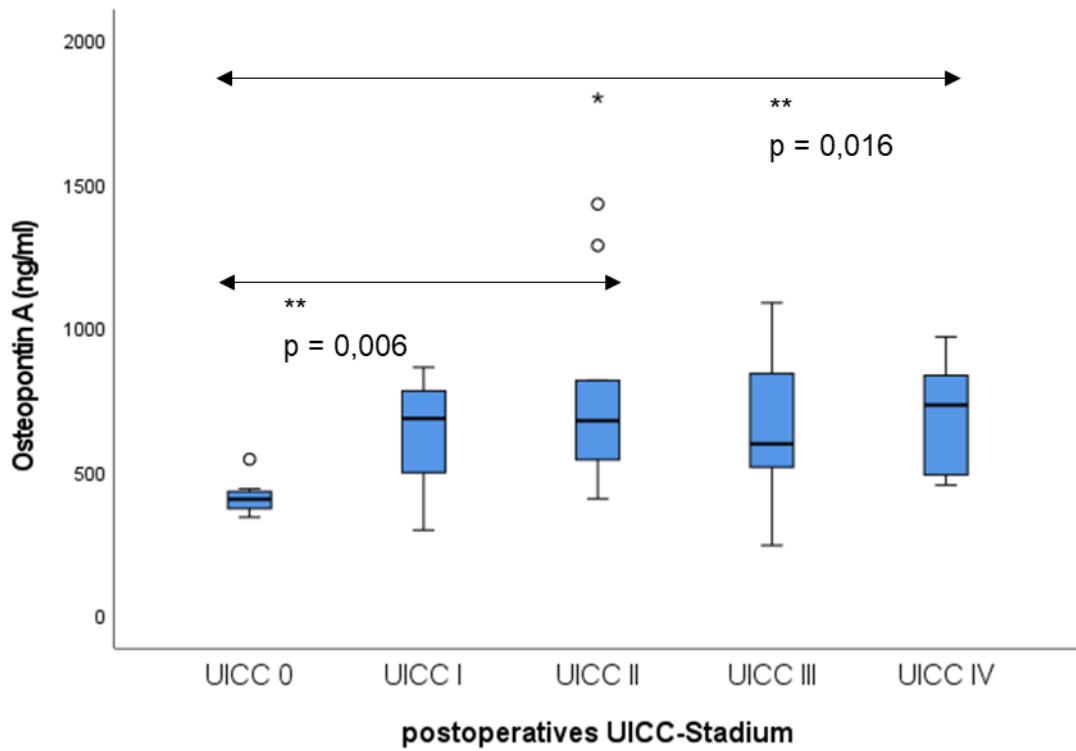 2000
1500
1000
500
0
Osteopontin A (ng/ml)
*
**
p = 0,016
**
p = 0,006
UICC 0
UICC I
UICC II
UICC III
UICC IV
postoperatives UICC-Stadium